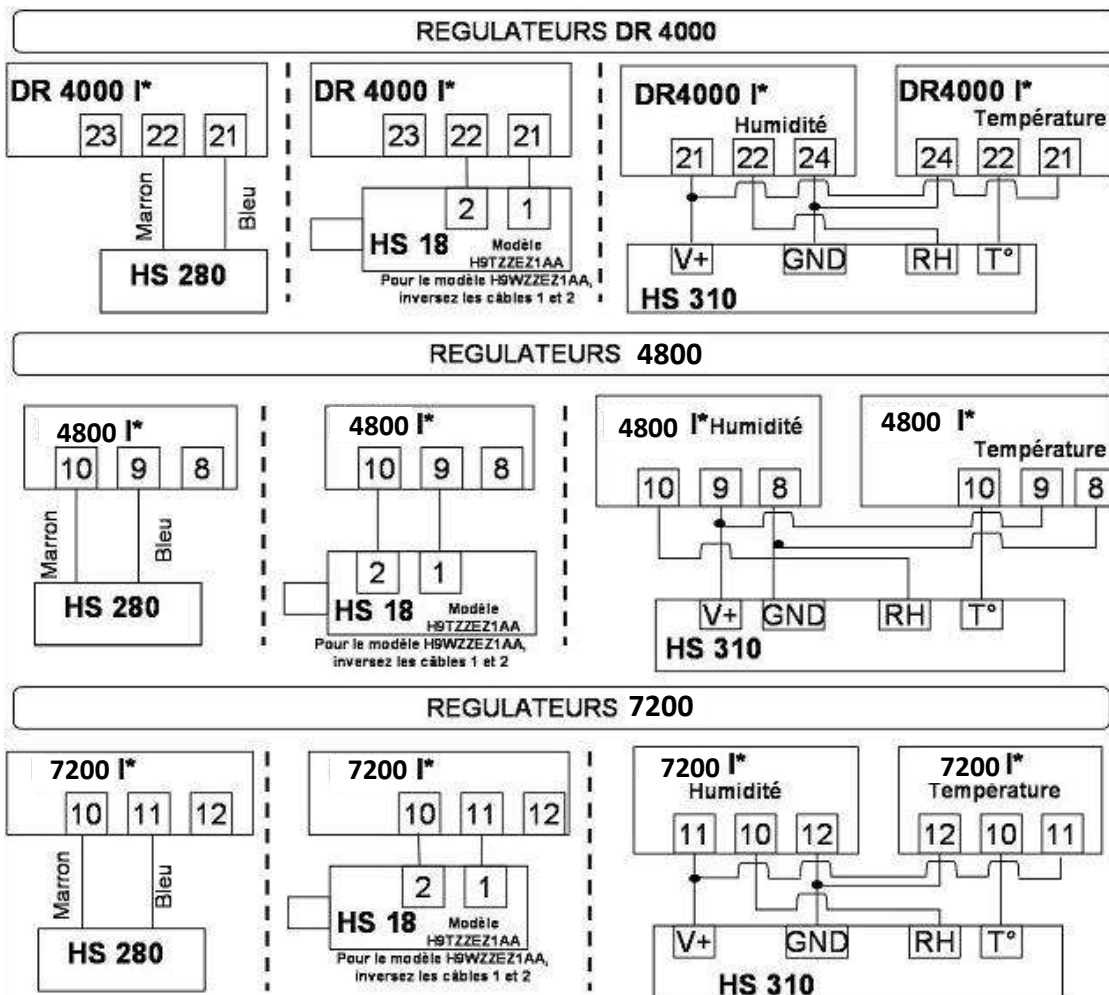 REGULATEURS DR 4000
DR 4000 I*
23 22 21
Marron
Bleu
HS 280
DR 4000 I*
23 22 21
2 1
HS 18
Modèle
H9TZZEZ1AA
Pour le modèle H9WZZEZ1AA,
inversez les câbles 1 et 2
DR4000 I*
Humidité
21 22 24
DR4000 I*
Température
24 22 21
V+ GND RH T°
HS 310
REGULATEURS 4800
4800 I*
10 9 8
Marron
Bleu
HS 280
4800 I*
10 9 8
2 1
HS 18
Modèle
H9TZZEZ1AA
Pour le modèle H9WZZEZ1AA,
inversez les câbles 1 et 2
4800 I* Humidité
10 9 8
4800 I*
Température
10 9 8
V+ GND RH T°
HS 310
REGULATEURS 7200
7200 I*
10 11 12
Marron
Bleu
HS 280
7200 I*
10 11 12
2 1
HS 18
Modèle
H9TZZEZ1AA
Pour le modèle H9WZZEZ1AA,
inversez les câbles 1 et 2
7200 I*
Humidité
11 10 12
7200 I*
Température
12 10 11
V+ GND RH T°
HS 310